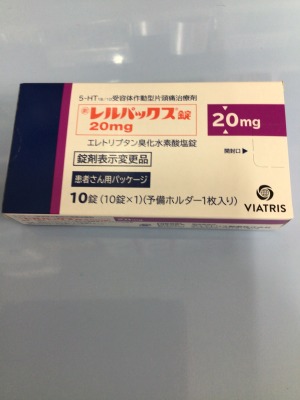 5-HT1B/1D受容体作動型片頭痛治療剤
レルパックス錠
20mg
エレトリプタン臭化水素酸塩錠
錠剤表示変更品
患者さん用パッケージ
10錠(10錠×1)(予備ホルダー1枚入り)
20mg
開封口
VIATRIS